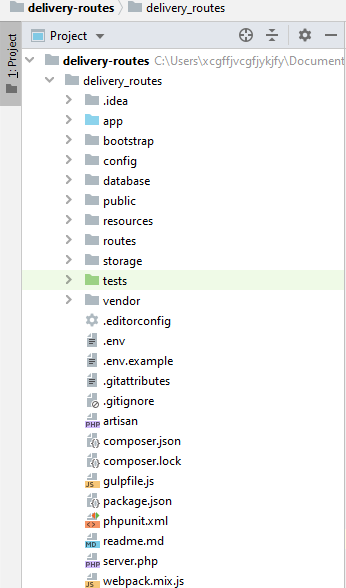 delivery-routes delivery_routes
1: Project
Project
delivery-routes C:\Users\xcgffjvcgfjykjfy\Document
delivery_routes
.idea
app
bootstrap
config
database
public
resources
routes
storage
tests
vendor
.editorconfig
.env
.env.example
.gitattributes
.gitignore
PHP artisan
composer.json
composer.lock
JS gulpfile.js
package.json
phpunit.xml
MD readme.md
PHP server.php
JS webpack.mix.js